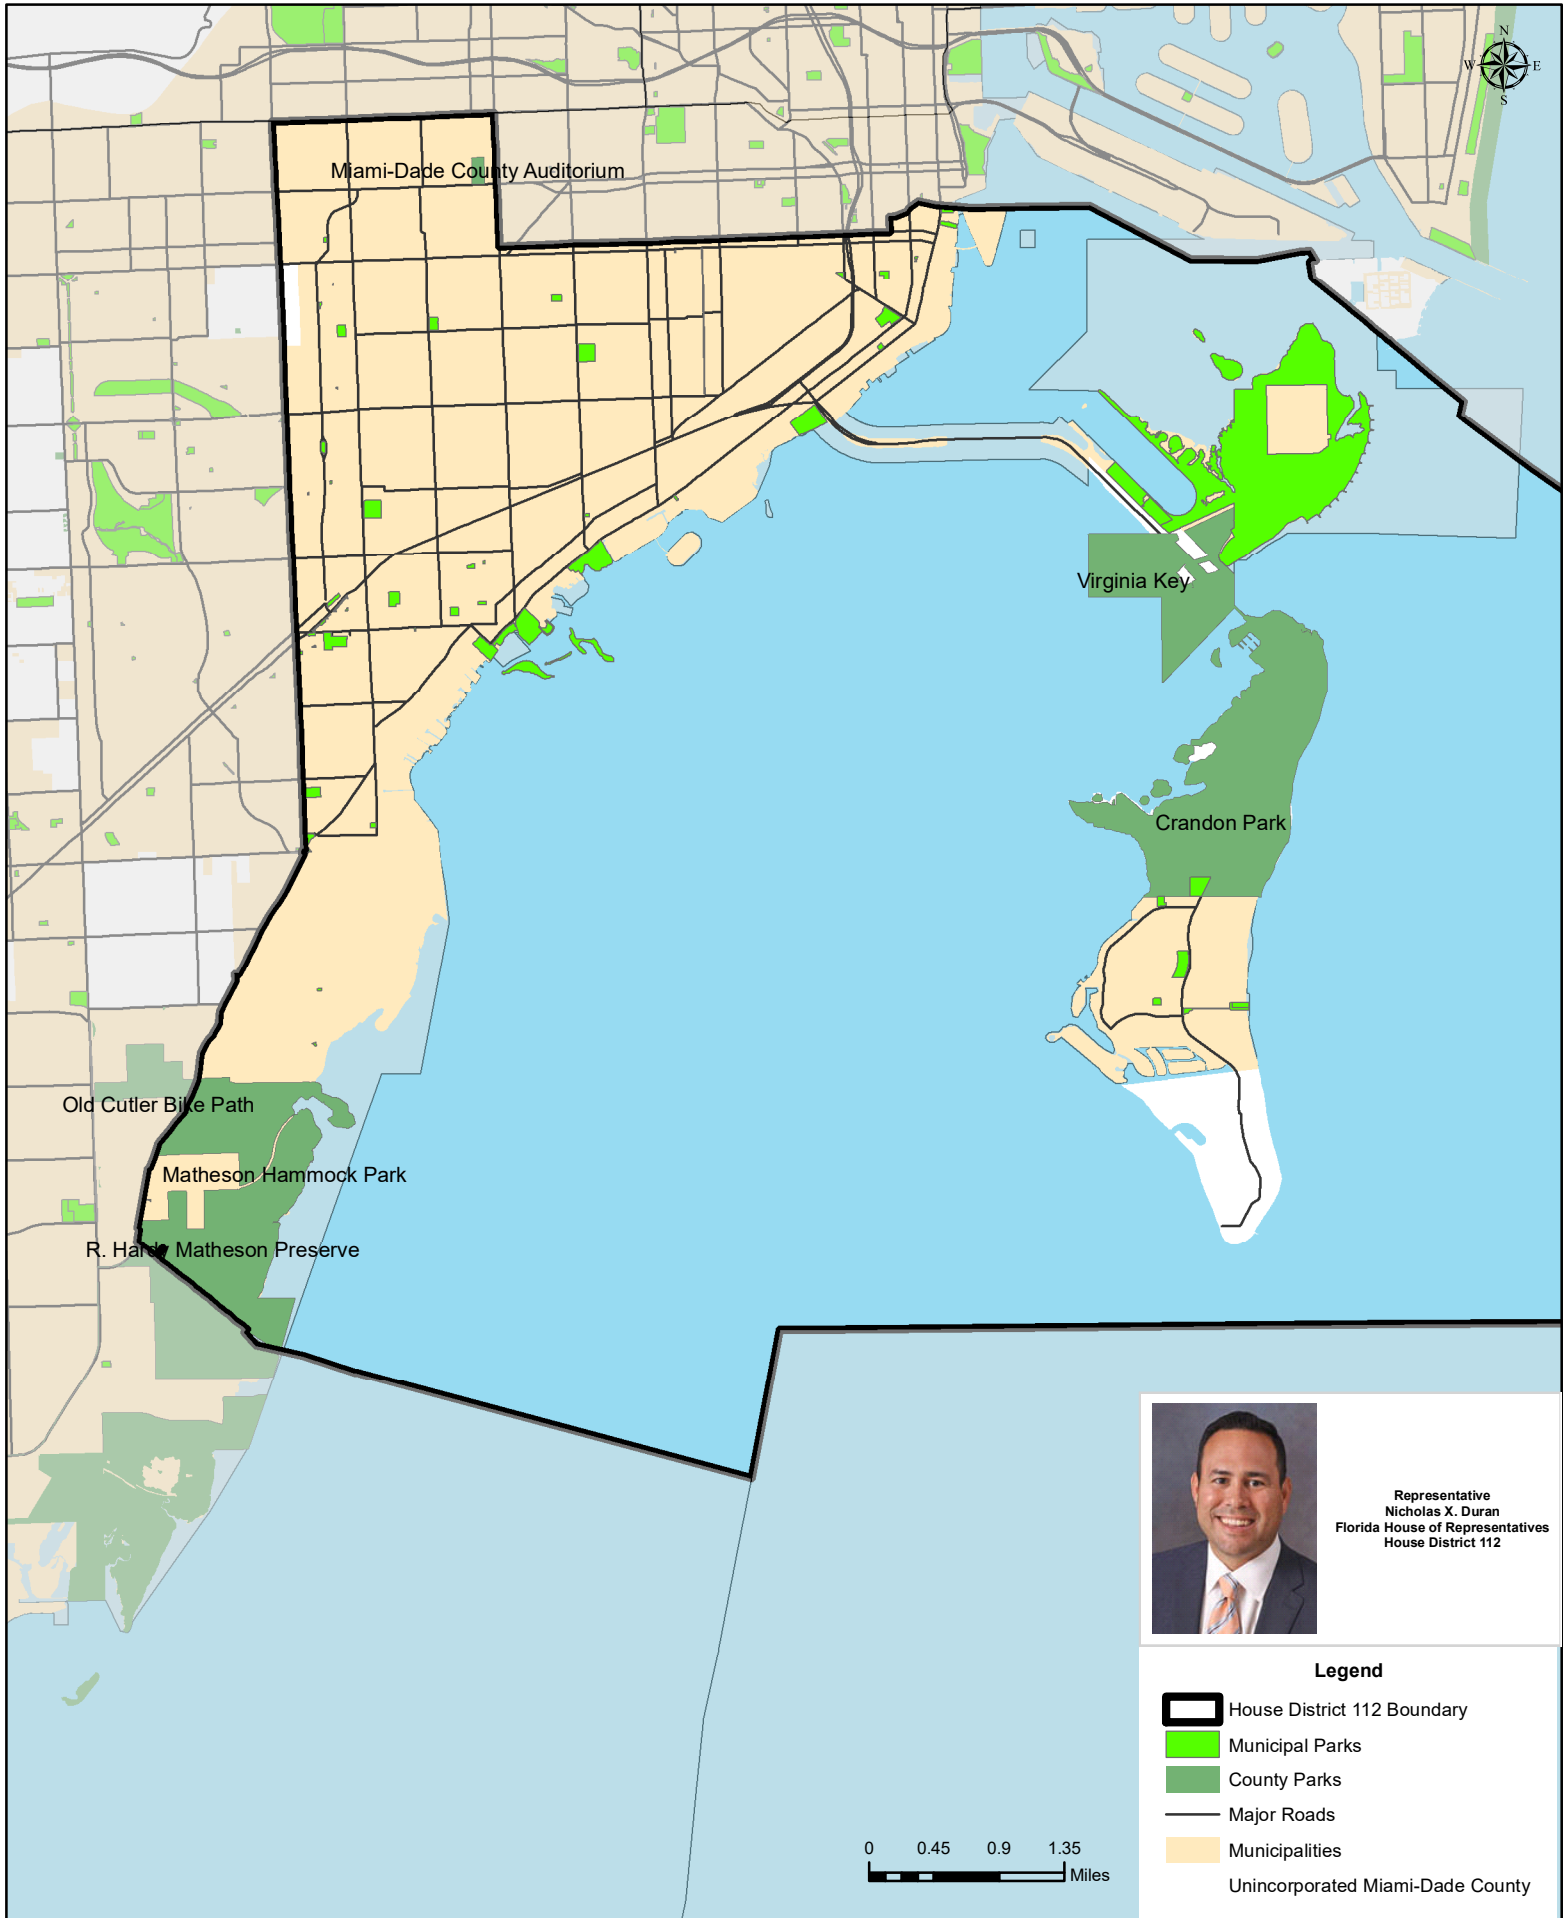 N
W E
S
Miami-Dade County Auditorium
Virginia Key
Crandon Park
Old Cutler Bike Path
Matheson Hammock Park
R. Hardy Matheson Preserve
Representative
Nicholas X. Duran
Florida House of Representatives
House District 112
Legend
House District 112 Boundary
Municipal Parks
County Parks
Major Roads
Municipalities
Unincorporated Miami-Dade County
0 0.45 0.9 1.35
Miles